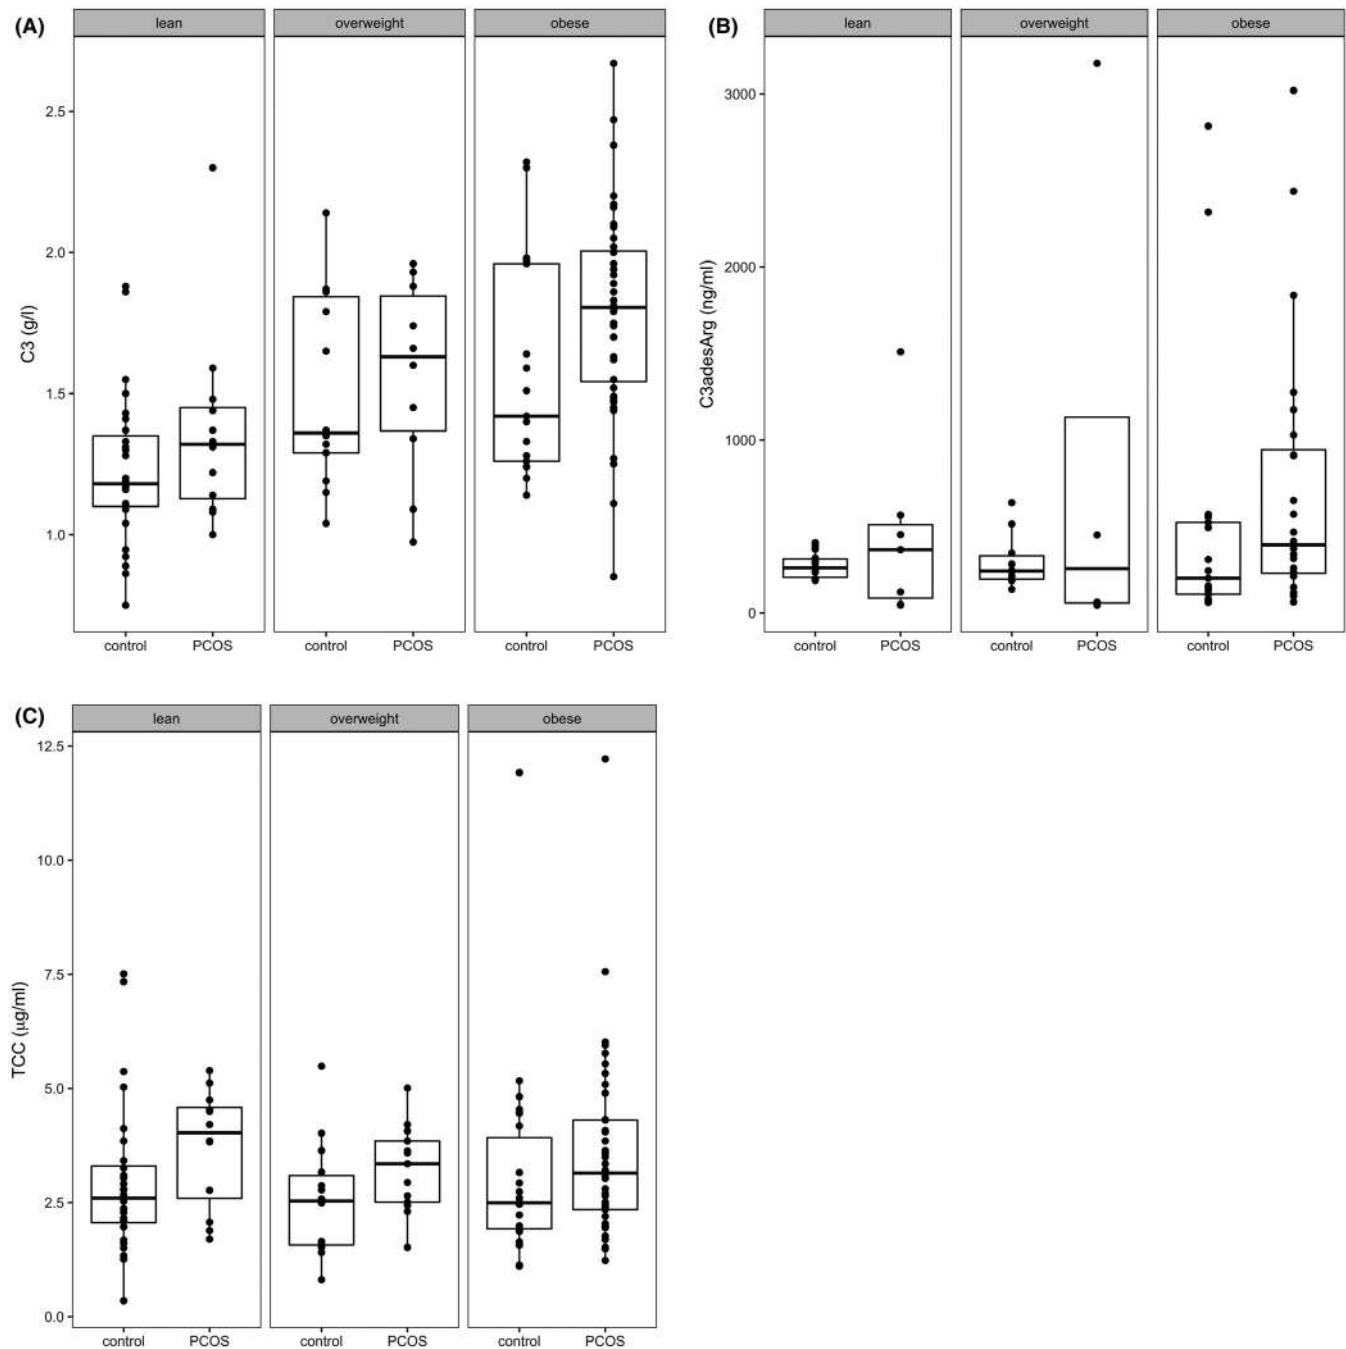 (A)
lean overweight obese
2.5
2.0
1.5
1.0
C3 (g/l)
control PCOS control PCOS control PCOS
(B)
lean overweight obese
3000
2000
1000
0
C3adesArg (ng/ml)
control PCOS control PCOS control PCOS
(C)
lean overweight obese
12.5
10.0
7.5
5.0
2.5
0.0
TCC (μg/ml)
control PCOS control PCOS control PCOS